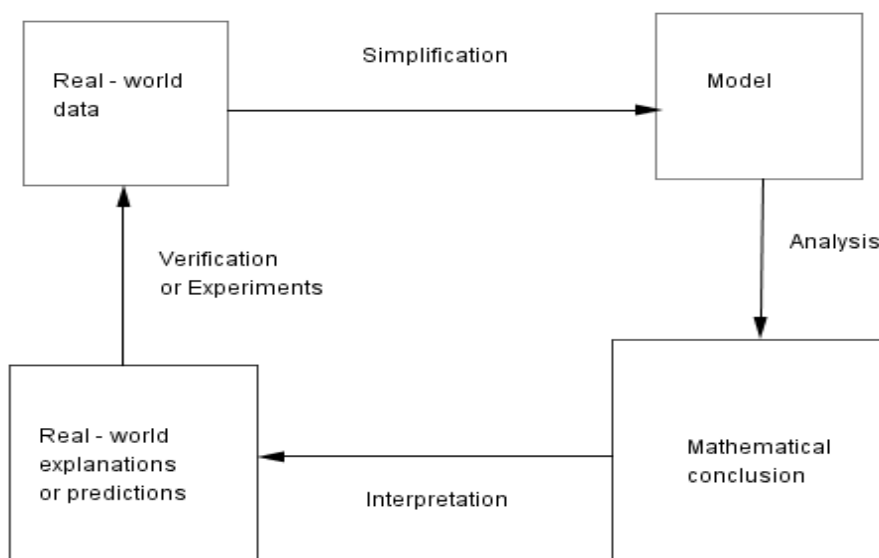 Simplification
Real - world
data
Model
Analysis
Verification
or Experiments
Real - world
explanations
or predictions
Mathematical
conclusion
Interpretation